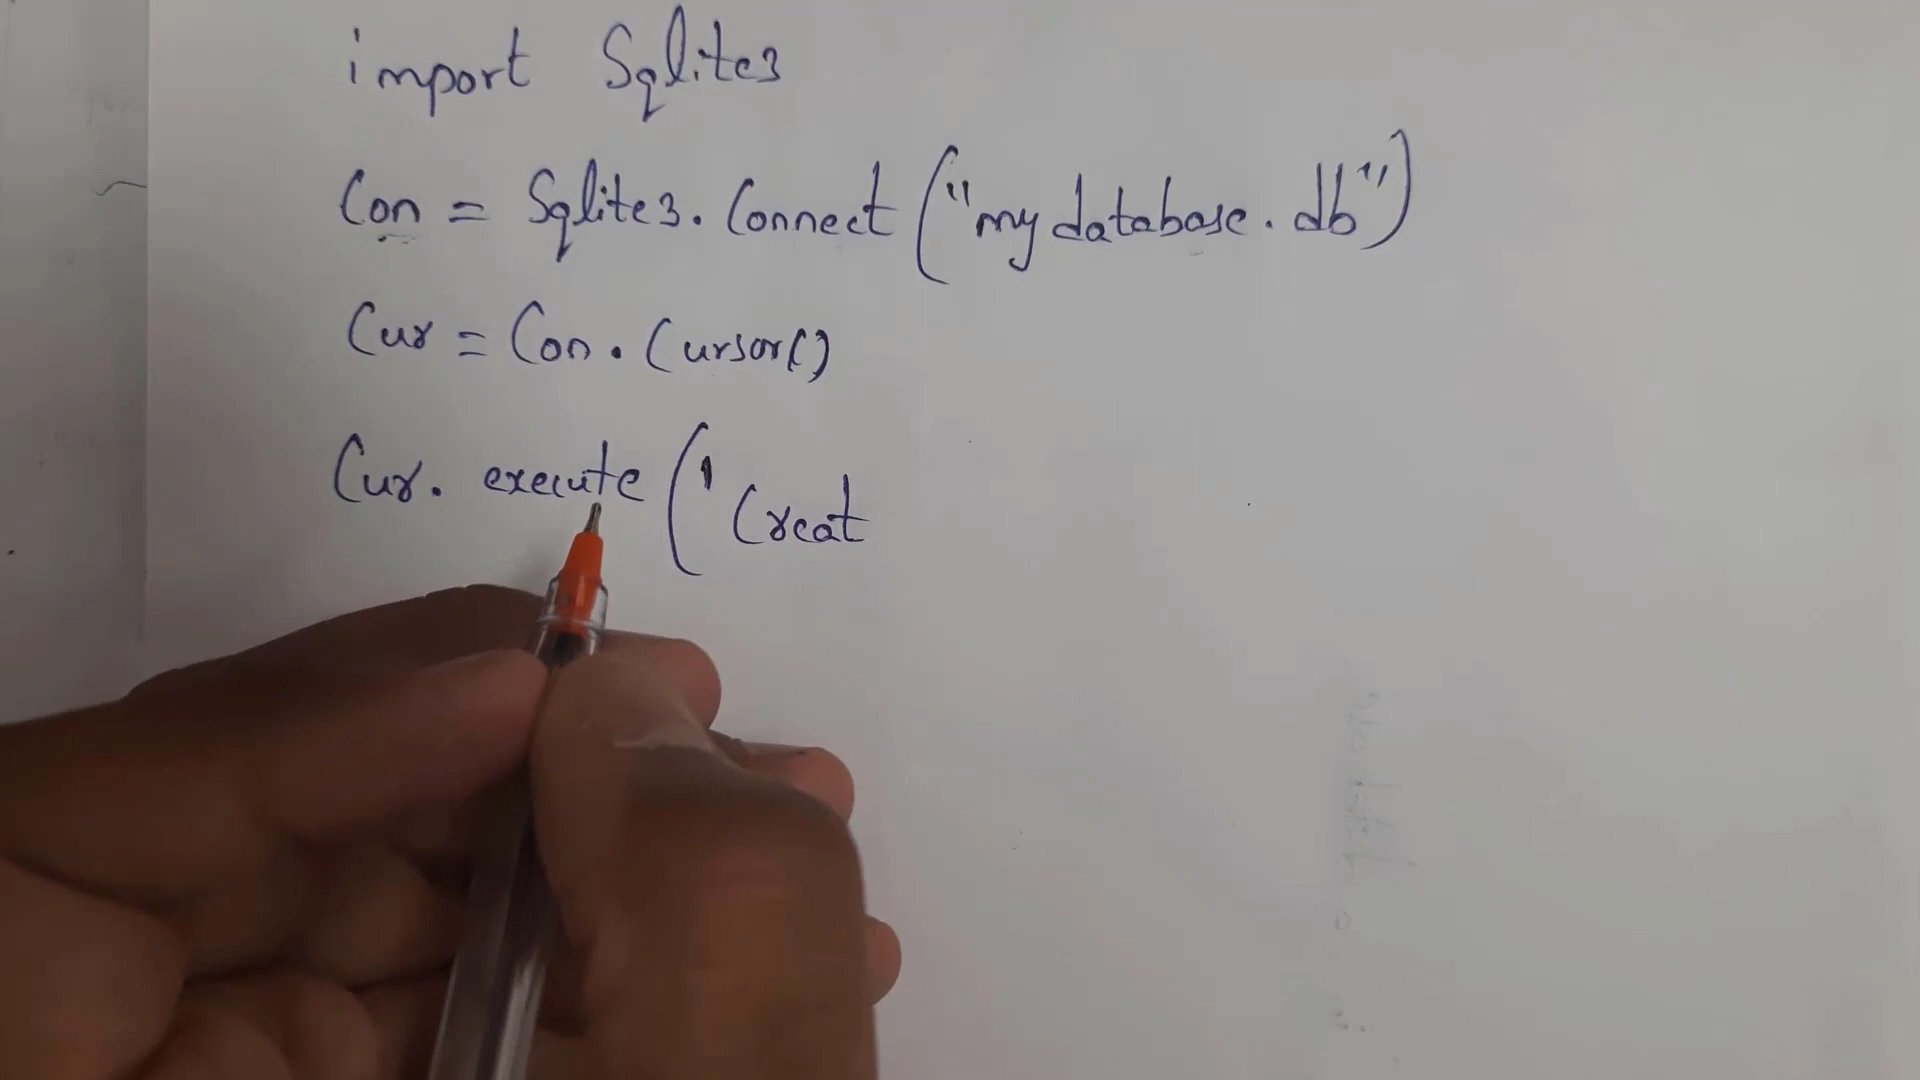 import Sqlite3
Con = Sqlite3. Connect ("my database. db")
Cur = Con. Cursor()
Cur. execute (' Creat